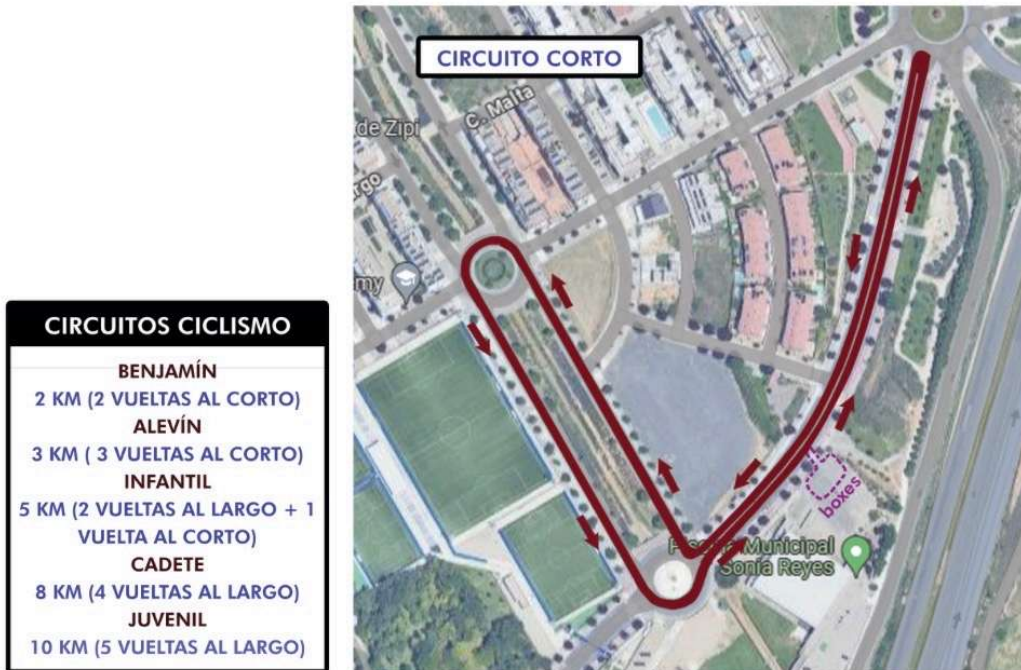 CIRCUITO CORTO
C. Malta
de Zipi
my
boxes
Municipal
Sonia Reyes
CIRCUITOS CICLISMO
BENJAMÍN
2 KM (2 VUELTAS AL CORTO)
ALEVÍN
3 KM ( 3 VUELTAS AL CORTO)
INFANTIL
5 KM (2 VUELTAS AL LARGO + 1
VUELTA AL CORTO)
CADETE
8 KM (4 VUELTAS AL LARGO)
JUVENIL
10 KM (5 VUELTAS AL LARGO)